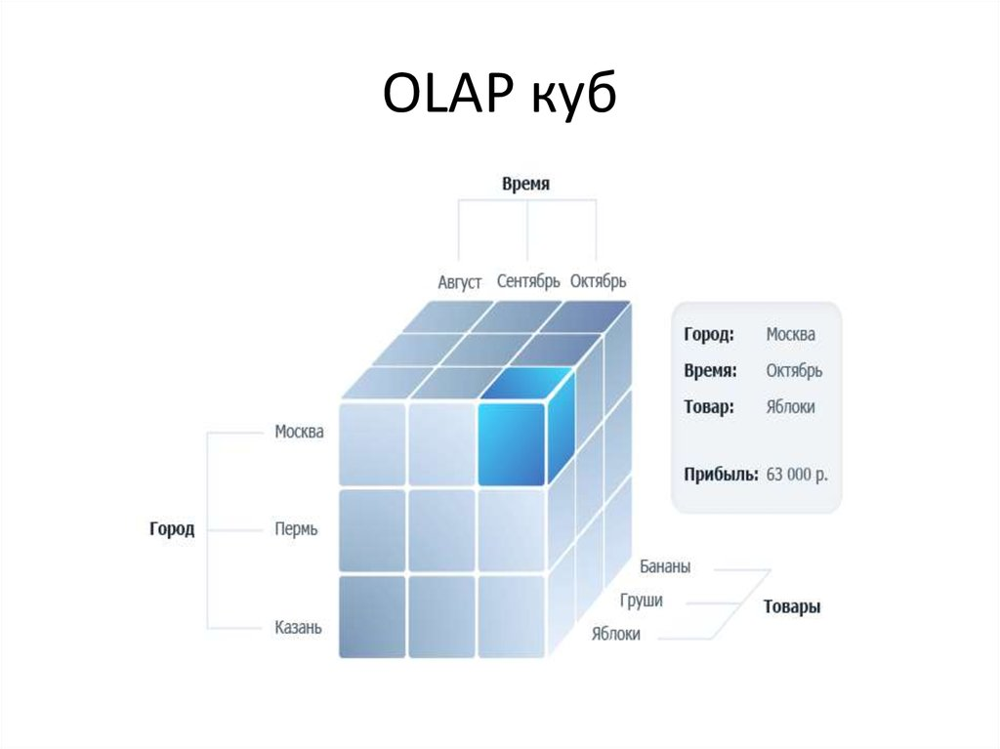 OLAP куб
Время
Август Сентябрь Октябрь
Город: Москва
Время: Октябрь
Товар: Яблоки
Прибыль: 63 000 р.
Москва
Город
Пермь
Казань
Бананы
Груши
Яблоки
Товары